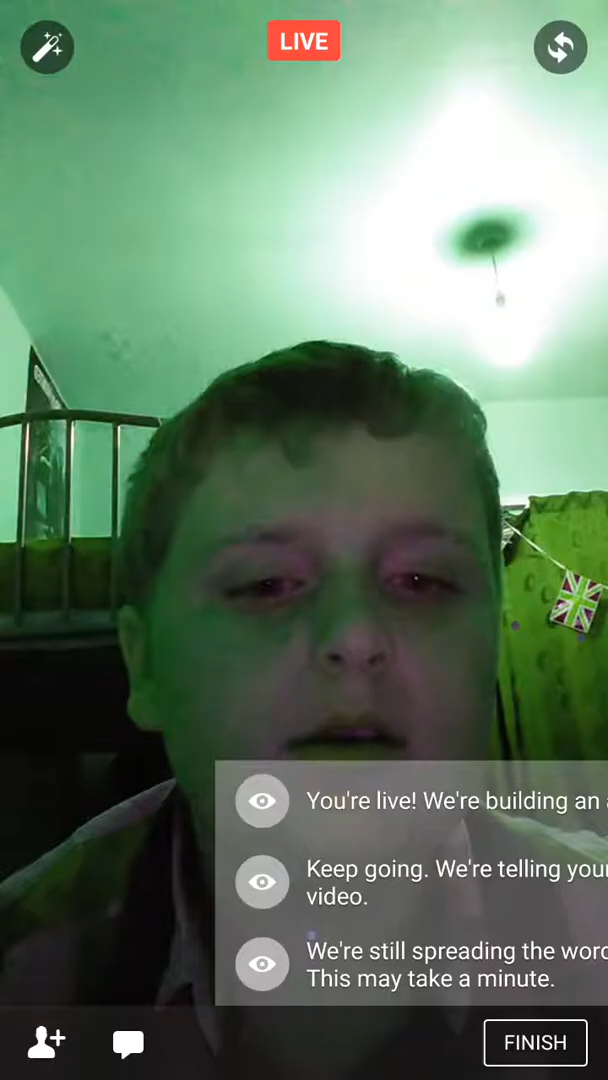 LIVE
You're live! We're building an
Keep going. We're telling your
video.
We're still spreading the word
This may take a minute.
FINISH